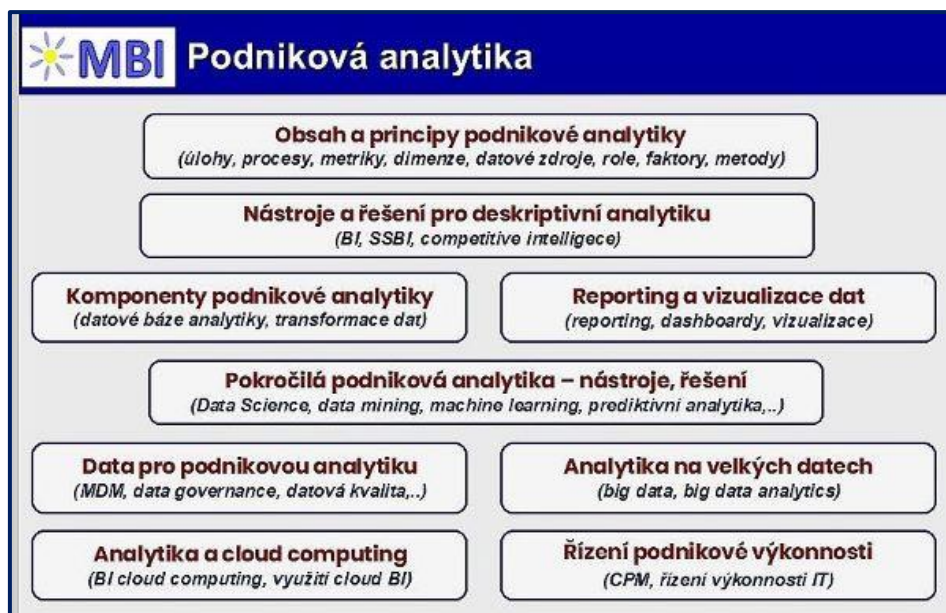 MBI Podniková analytika
Obsah a principy podnikové analytiky
(úlohy, procesy, metriky, dimenze, datové zdroje, role, faktory, metody)
Nástroje a řešení pro deskriptivní analytiku
(BI, SSBI, competitive intelligece)
Komponenty podnikové analytiky
(datové báze analytiky, transformace dat)
Reporting a vizualizace dat
(reporting, dashboardy, vizualizace)
Pokročilá podniková analytika – nástroje, řešení
(Data Science, data mining, machine learning, prediktivní analytika,..)
Data pro podnikovou analytiku
(MDM, data governance, datová kvalita,..)
Analytika na velkých datech
(big data, big data analytics)
Analytika a cloud computing
(BI cloud computing, využití cloud BI)
Řízení podnikové výkonnosti
(CPM, řízení výkonnosti IT)